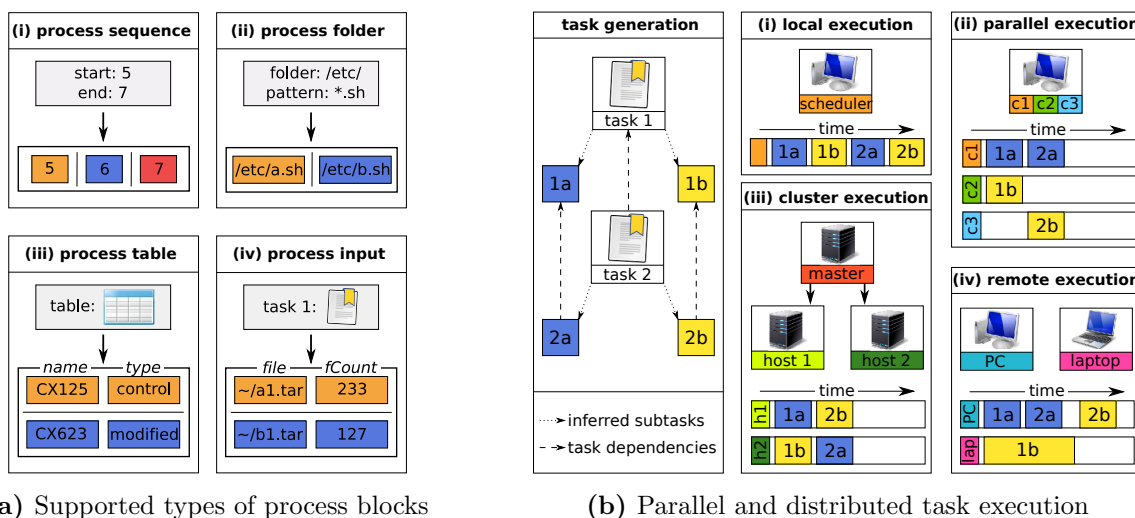 (i) process sequence
start: 5
end: 7
5 6 7
(ii) process folder
folder: /etc/
pattern: *.sh
/etc/a.sh /etc/b.sh
(iii) process table
table:
name type
CX125 control
CX623 modified
(iv) process input
task 1:
file fCount
~/a1.tar 233
~/b1.tar 127
a) Supported types of process blocks
task generation
task 1
1a 1b
task 2
2a 2b
inferred subtasks
task dependencies
(i) local execution
scheduler
time
1a 1b 2a 2b
(ii) parallel execution
c1 c2 c3
time
c1 1a 2a
c2 1b
c3 2b
(iii) cluster execution
master
host 1 host 2
time
h1 1a 2b
h2 1b 2a
(iv) remote execution
PC laptop
time
PC 1a 2a 2b
lap 1b
(b) Parallel and distributed task execution